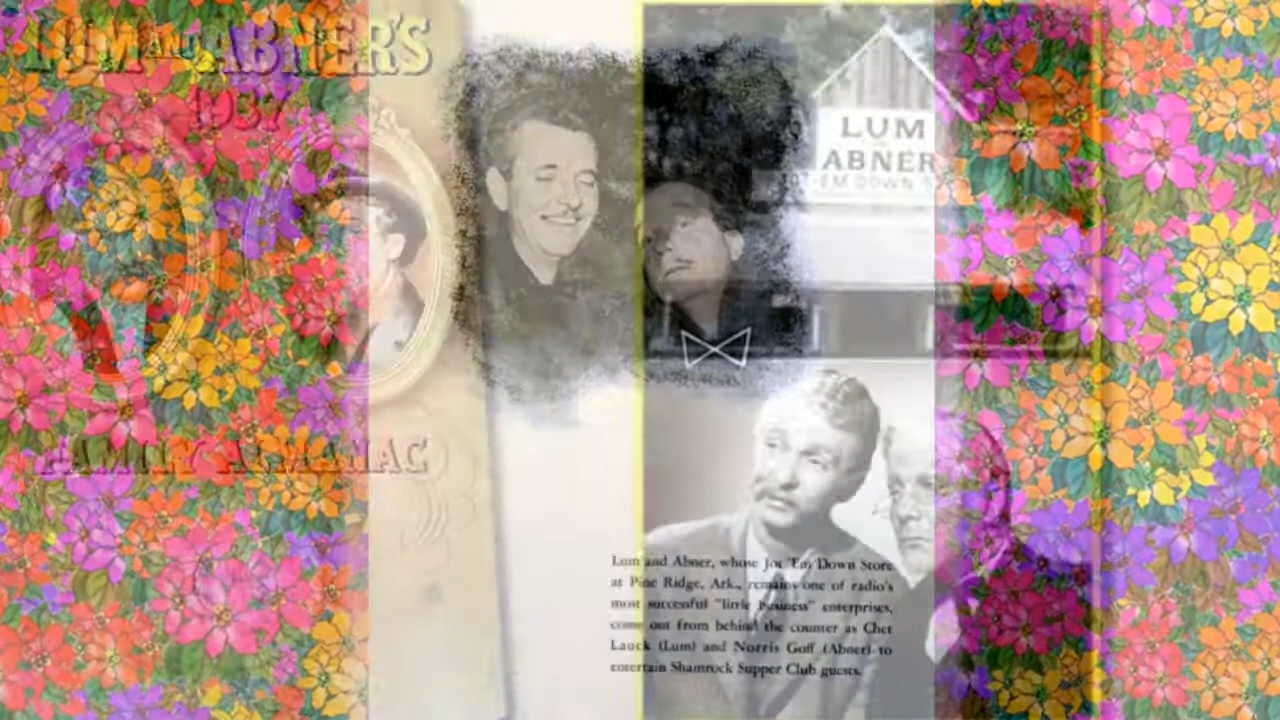 LUM AND ABNER'S
1937
FAMILY ALMANAC
LUM
ABNER
'EM DOWN S
Lum and Abner, whose Jot 'Em Down Store
at Pine Ridge, Ark., remains one of radio's
most successful "little business" enterprises,
come out from behind the counter as Chet
Lauck (Lum) and Norris Goff (Abner) to
entertain Shamrock Supper Club guests.